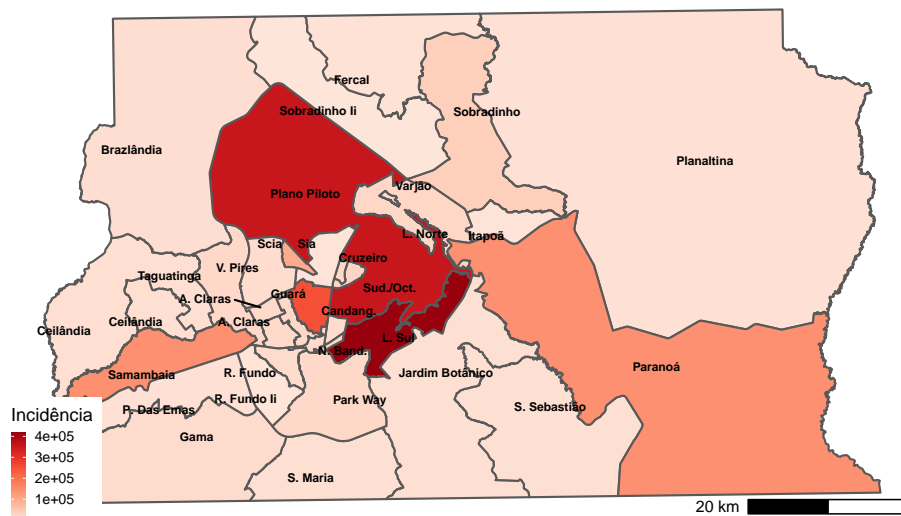 Fercal
Sobradinho Ii
Sobradinho
Brazlândia
Planaltina
Plano Piloto
Varjão
L. Norte
Itapoã
Scia
Sia
Cruzeiro
V. Pires
Taguatinga
Sud./Oct.
A. Claras
Guará
Candang.
Ceilândia
Ceilândia
A. Claras
L. Sul
N. Band.
Samambaia
R. Fundo
Jardim Botânico
Paranoá
R. Fundo Ii
Park Way
P. Das Emas
S. Sebastião
Gama
S. Maria
Incidência
4e+05
3e+05
2e+05
1e+05
20 km